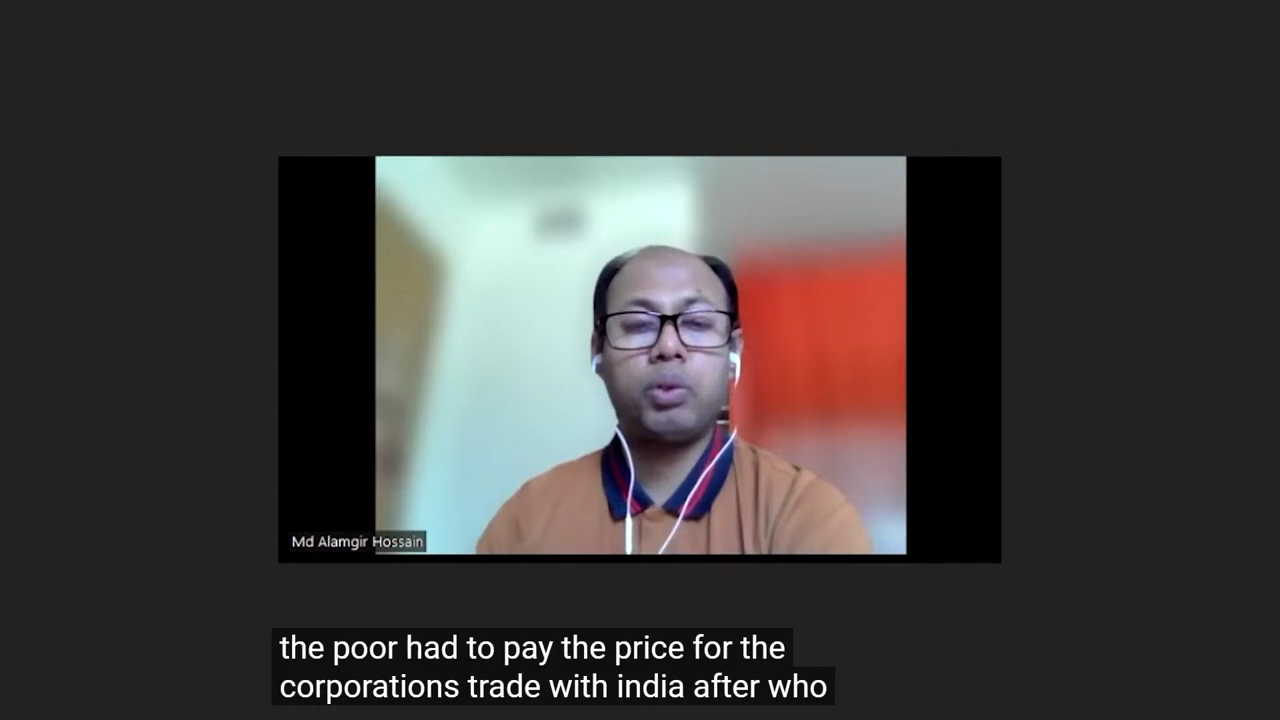 Md Alamgir Hossain
the poor had to pay the price for the
corporations trade with india after who